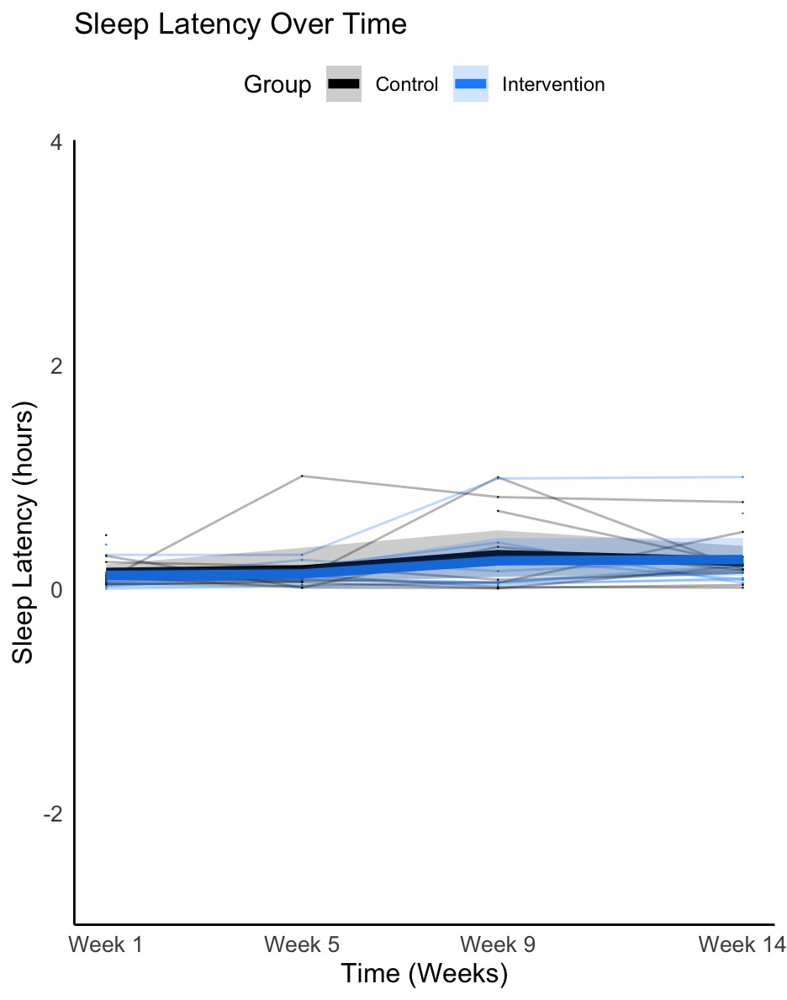 Sleep Latency Over Time
Group Control Intervention
Sleep Latency (hours)
4
2
0
-2
Week 1 Week 5 Week 9 Week 14
Time (Weeks)